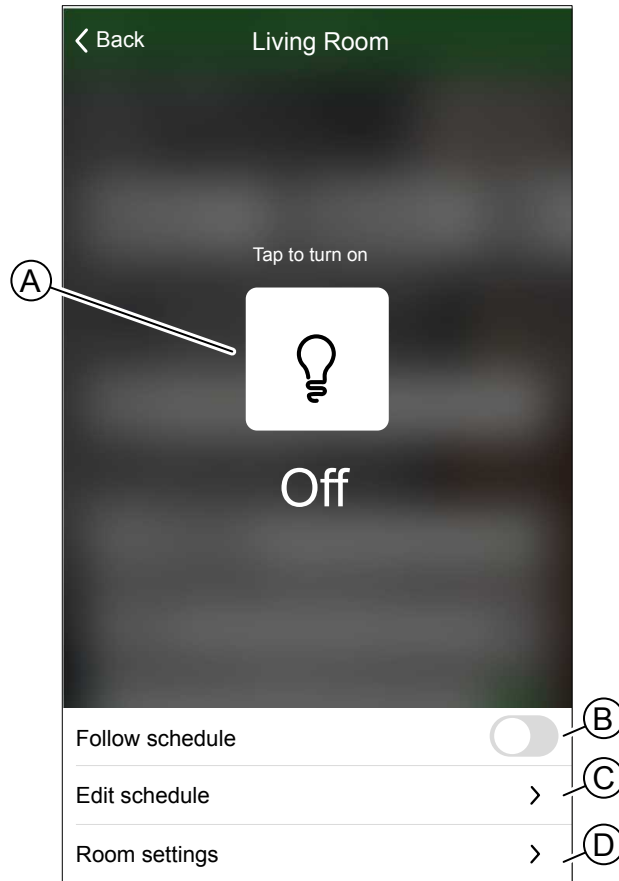 Back Living Room
Tap to turn on
A
Off
Follow schedule
B
Edit schedule
C
Room settings
D